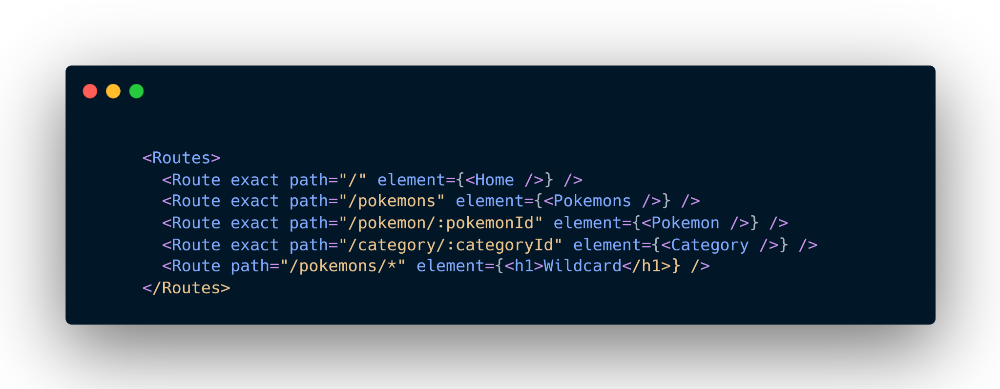 <Routes>
<Route exact path="/" element={<Home />} />
<Route exact path="/pokemons" element={<Pokemons />} />
<Route exact path="/pokemon/:pokemonId" element={<Pokemon />} />
<Route exact path="/category/:categoryId" element={<Category />} />
<Route path="/pokemons/*" element={<h1>Wildcard</h1>} />
</Routes>